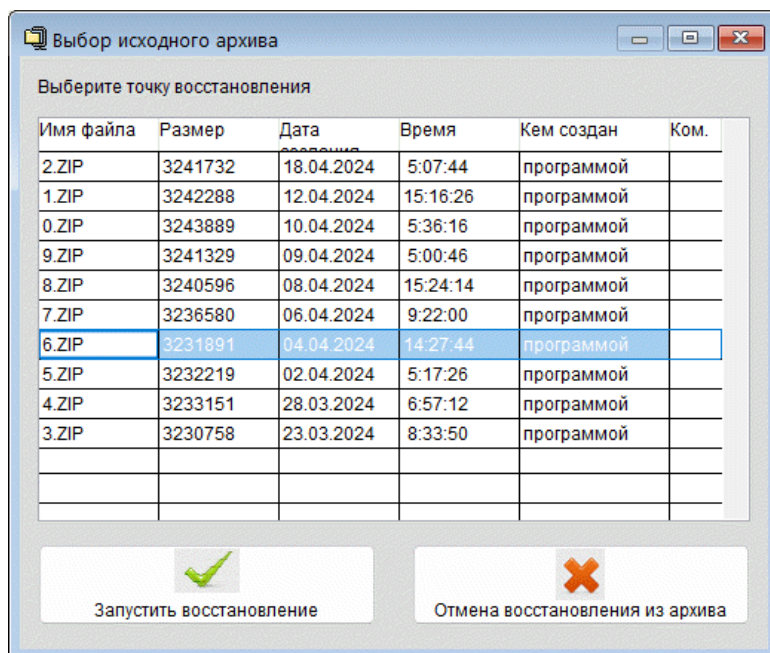 Выбор исходного архива
Выберите точку восстановления
Имя файла Размер Дата Время Кем создан Ком.
2.ZIP 3241732 18.04.2024 5:07:44 программой
1.ZIP 3242288 12.04.2024 15:16:26 программой
0.ZIP 3243889 10.04.2024 5:36:16 программой
9.ZIP 3241329 09.04.2024 5:00:46 программой
8.ZIP 3240596 08.04.2024 15:24:14 программой
7.ZIP 3236580 06.04.2024 9:22:00 программой
6.ZIP 3231891 04.04.2024 14:27:44 программой
5.ZIP 3232219 02.04.2024 5:17:26 программой
4.ZIP 3233151 28.03.2024 6:57:12 программой
3.ZIP 3230758 23.03.2024 8:33:50 программой
Запустить восстановление Отмена восстановления из архива